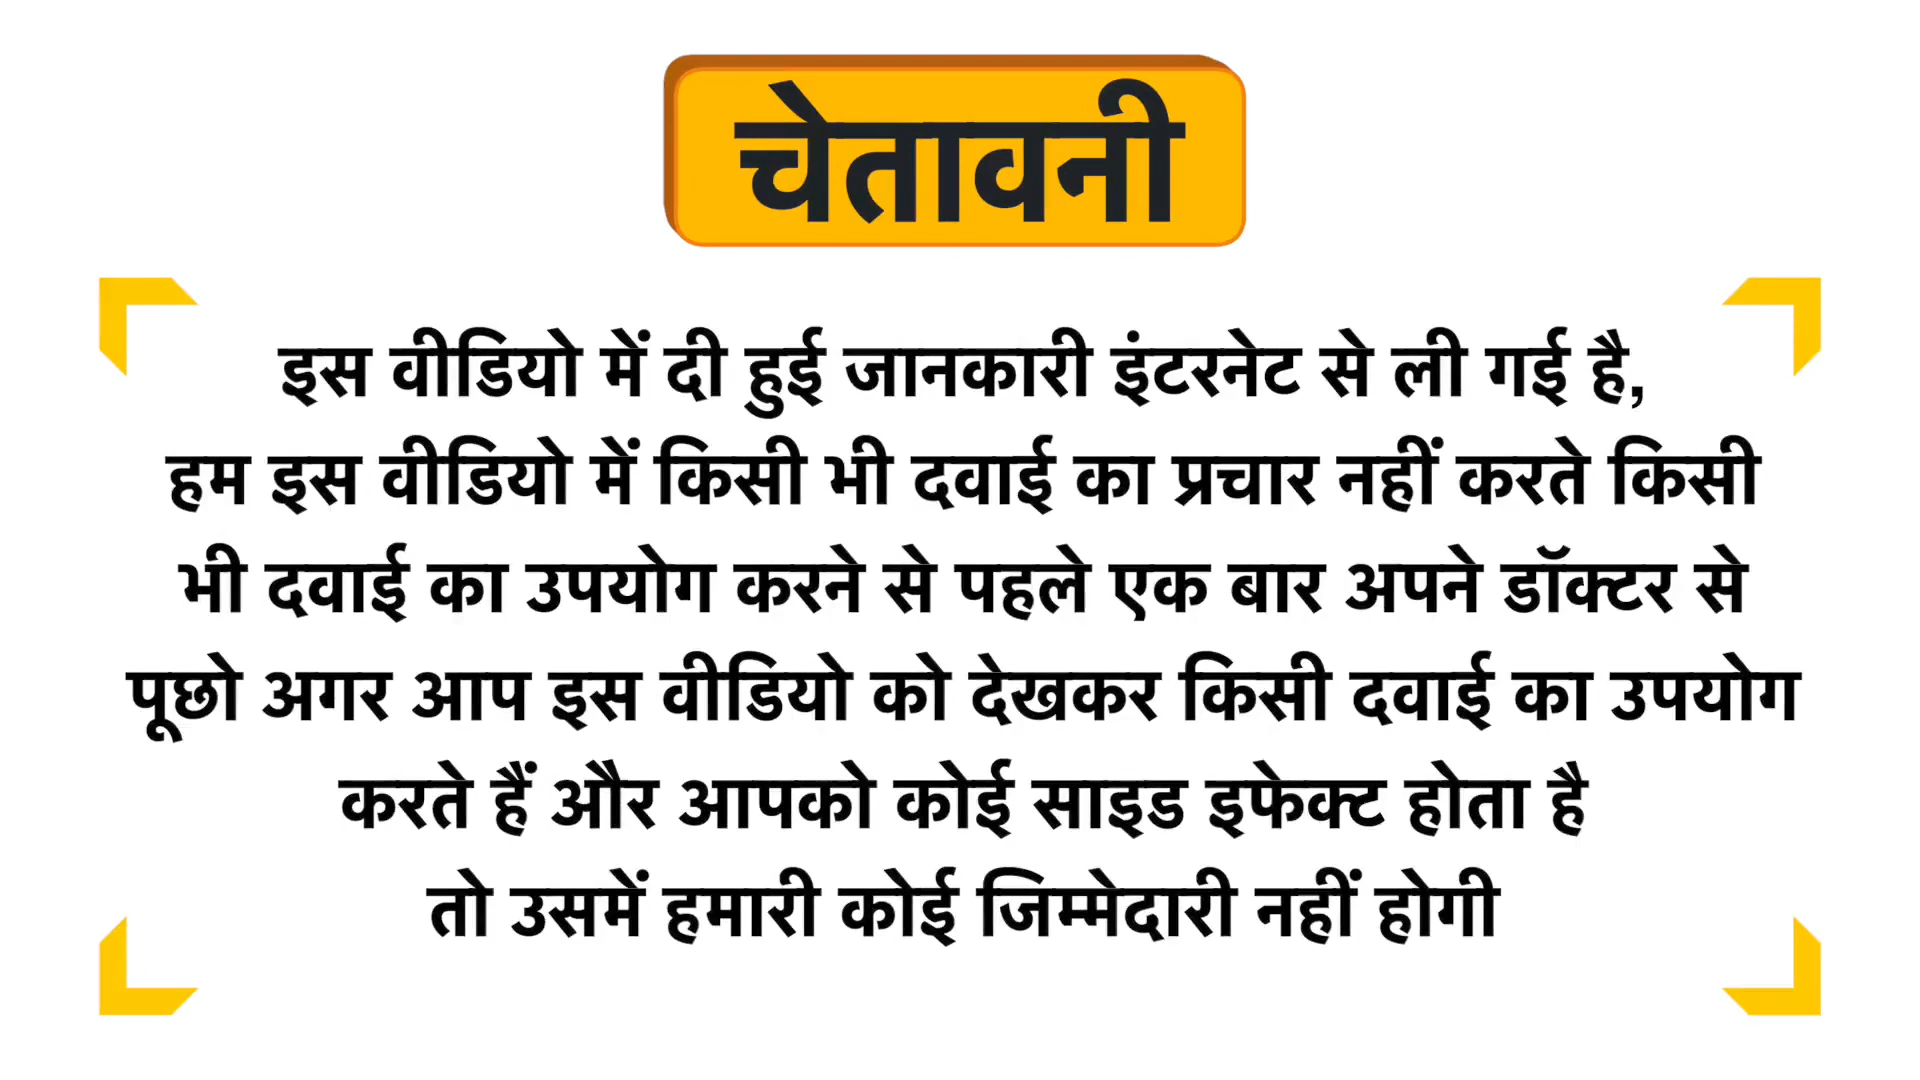 चेतावनी
इस वीडियो में दी हुई जानकारी इंटरनेट से ली गई है,
हम इस वीडियो में किसी भी दवाई का प्रचार नहीं करते किसी
भी दवाई का उपयोग करने से पहले एक बार अपने डॉक्टर से
पूछो अगर आप इस वीडियो को देखकर किसी दवाई का उपयोग
करते हैं और आपको कोई साइड इफेक्ट होता है
तो उसमें हमारी कोई जिम्मेदारी नहीं होगी